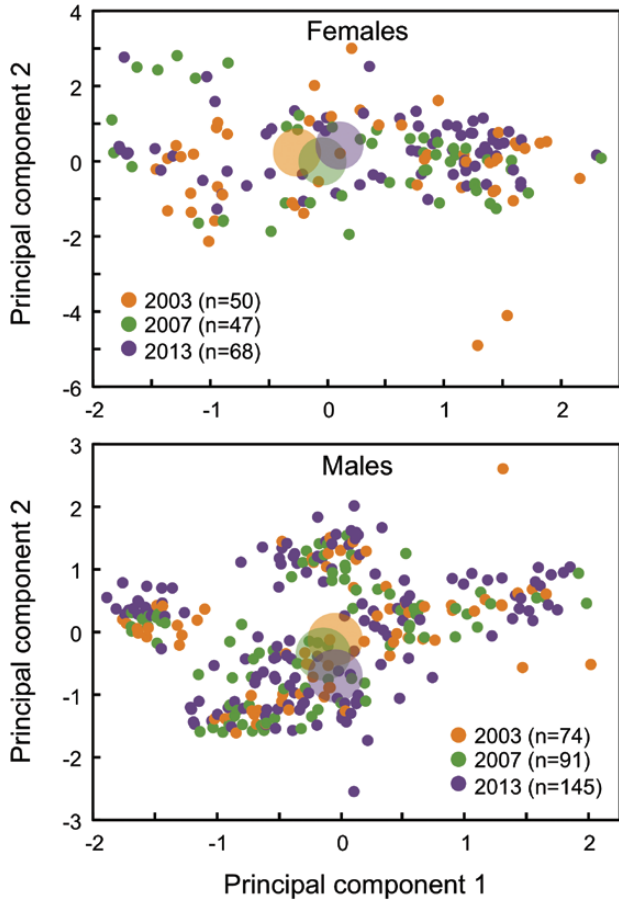 Females
Principal component 2
4
2
0
-2
-4
-6
2003 (n=50)
2007 (n=47)
2013 (n=68)
-2
-1
0
1
2
Males
Principal component 2
3
2
1
0
-1
-2
-3
2003 (n=74)
2007 (n=91)
2013 (n=145)
-2
-1
0
1
2
Principal component 1